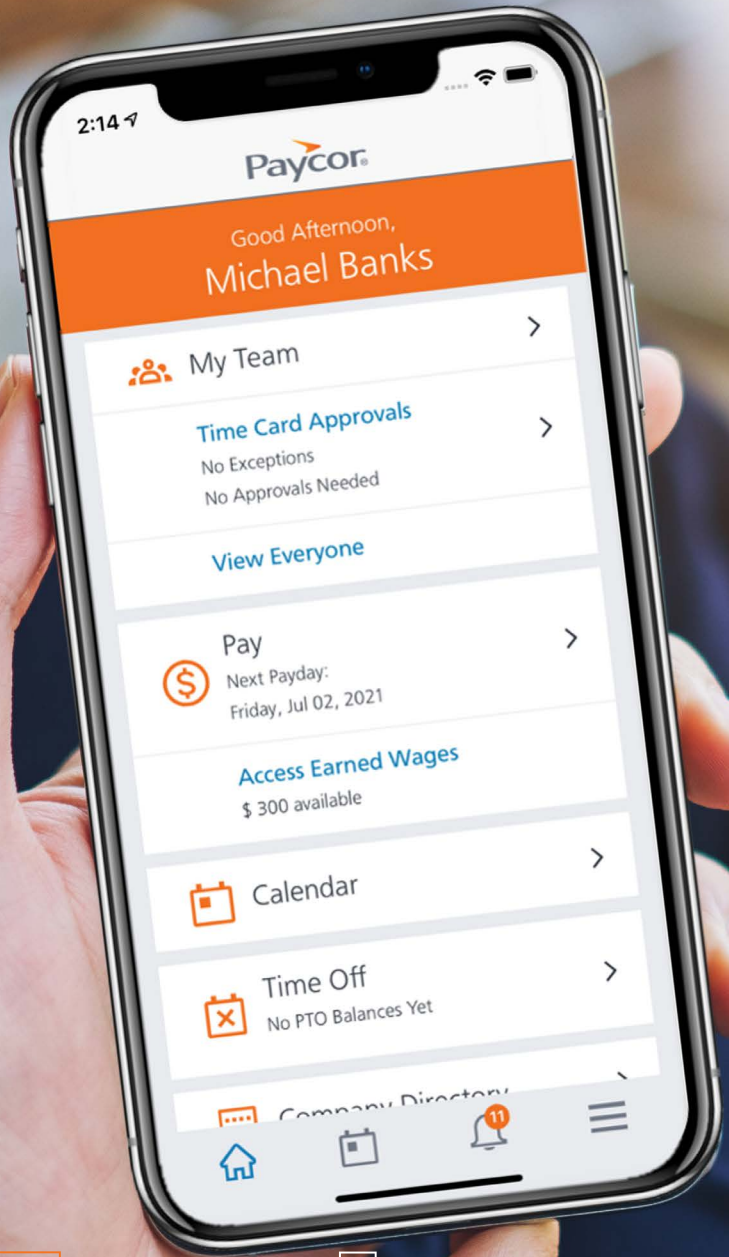 2:14
Paycor
Good Afternoon,
Michael Banks
My Team
Time Card Approvals
No Exceptions
No Approvals Needed
View Everyone
Pay
Next Payday:
Friday, Jul 02, 2021
Access Earned Wages
$ 300 available
Calendar
Time Off
No PTO Balances Yet
Company Directory
11